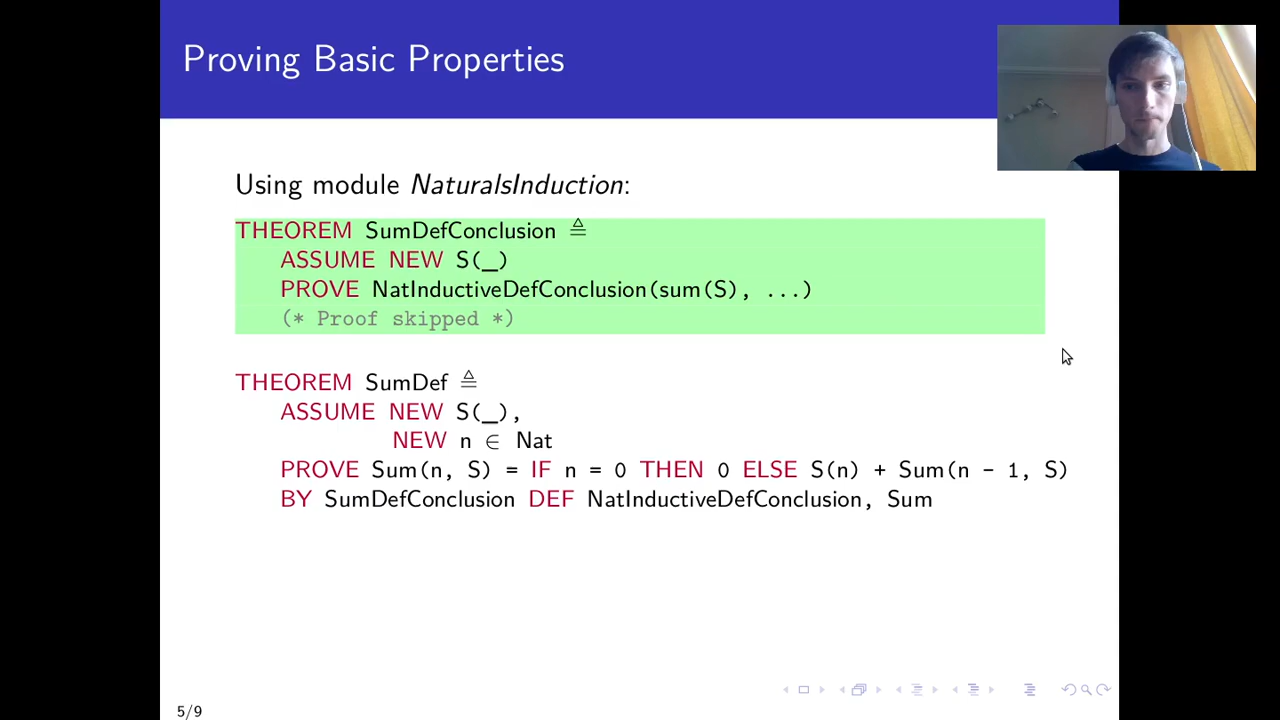 Proving Basic Properties
Using module NaturalsInduction:
THEOREM SumDefConclusion ≜
ASSUME NEW S(_)
PROVE NatInductiveDefConclusion(sum(S), ...)
(* Proof skipped *)
THEOREM SumDef ≜
ASSUME NEW S(_),
NEW n ∈ Nat
PROVE Sum(n, S) = IF n = 0 THEN 0 ELSE S(n) + Sum(n - 1, S)
BY SumDefConclusion DEF NatInductiveDefConclusion, Sum
5/9